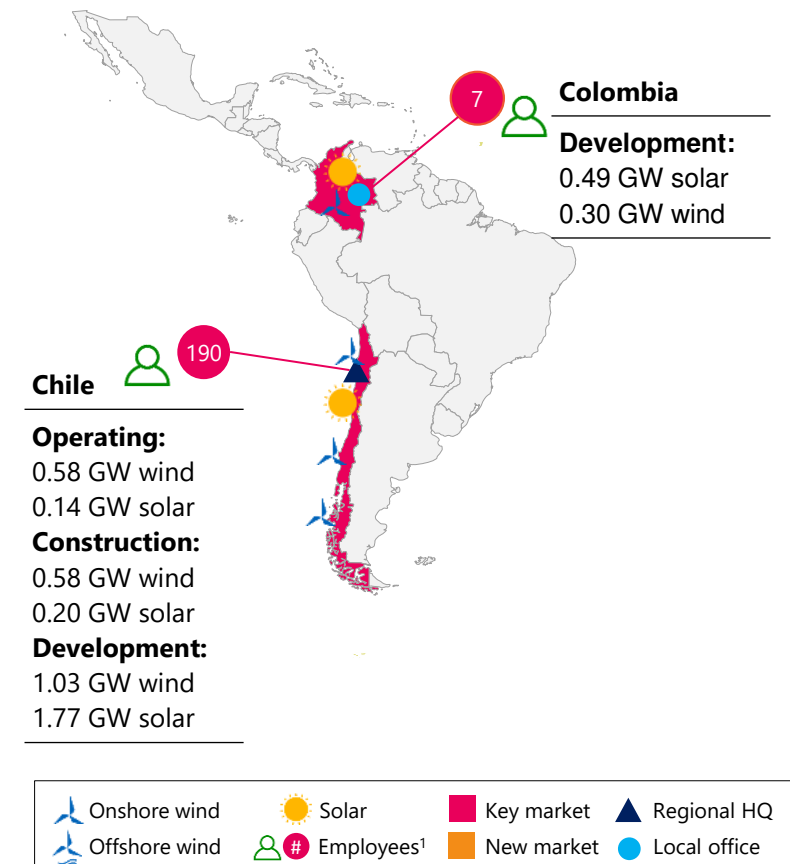 7
Colombia
Development:
0.49 GW solar
0.30 GW wind
190
Chile
Operating:
0.58 GW wind
0.14 GW solar
Construction:
0.58 GW wind
0.20 GW solar
Development:
1.03 GW wind
1.77 GW solar
Onshore wind Solar Key market Regional HQ
Offshore wind # Employees¹ New market Local office